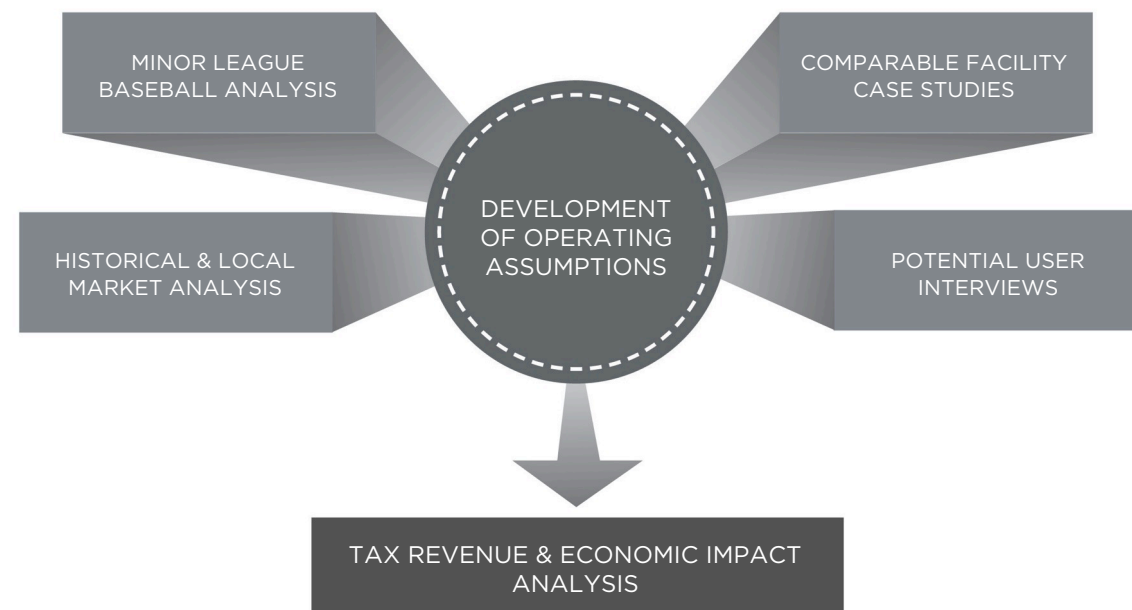 MINOR LEAGUE
BASEBALL ANALYSIS
COMPARABLE FACILITY
CASE STUDIES
DEVELOPMENT
OF OPERATING
ASSUMPTIONS
HISTORICAL & LOCAL
MARKET ANALYSIS
POTENTIAL USER
INTERVIEWS
TAX REVENUE & ECONOMIC IMPACT
ANALYSIS